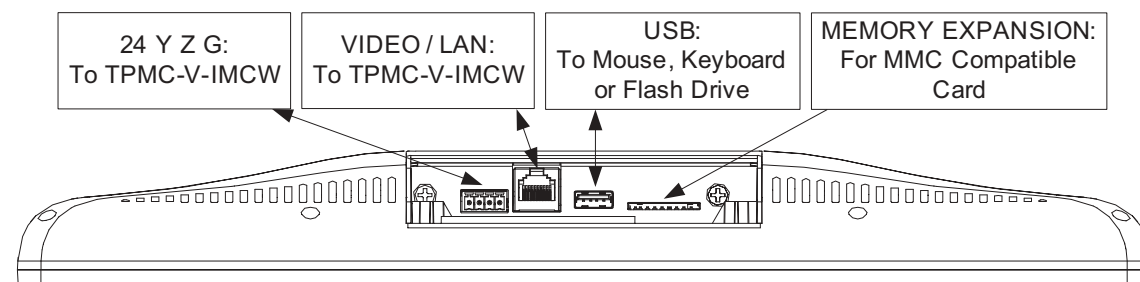 24 Y Z G:
To TPMC-V-IMCW
VIDEO / LAN:
To TPMC-V-IMCW
USB:
To Mouse, Keyboard
or Flash Drive
MEMORY EXPANSION:
For MMC Compatible
Card